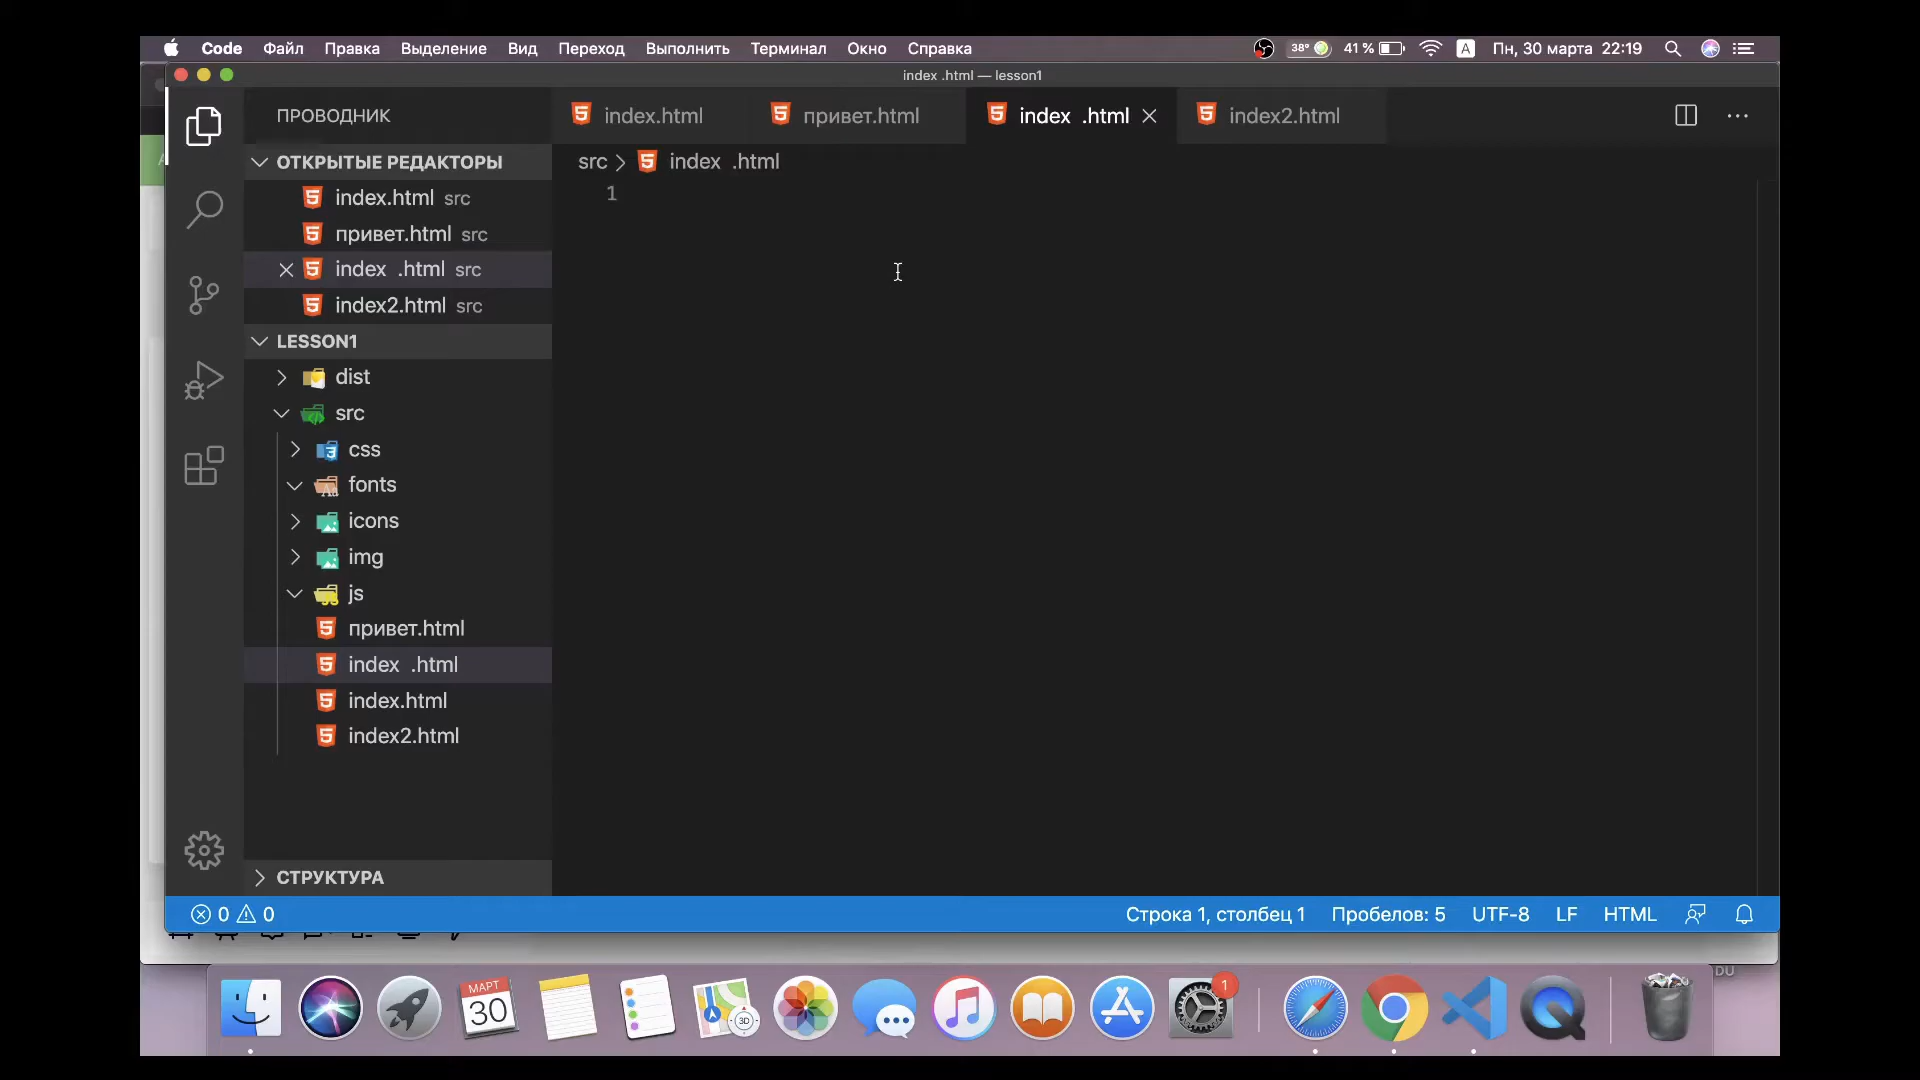 Code Файл Правка Выделение Вид Переход Выполнить Терминал Окно Справка 38° 41 % A Пн, 30 марта 22:19
index .html — lesson1
ПРОВОДНИК
index.html привет.html index .html index2.html
ОТКРЫТЫЕ РЕДАКТОРЫ
src index .html
index.html src
1
привет.html src
index .html src
index2.html src
LESSON1
dist
src
css
fonts
icons
img
js
привет.html
index .html
index.html
index2.html
СТРУКТУРА
0 0 Строка 1, столбец 1 Пробелов: 5 UTF-8 LF HTML
DU
МАРТ
30
3D
1